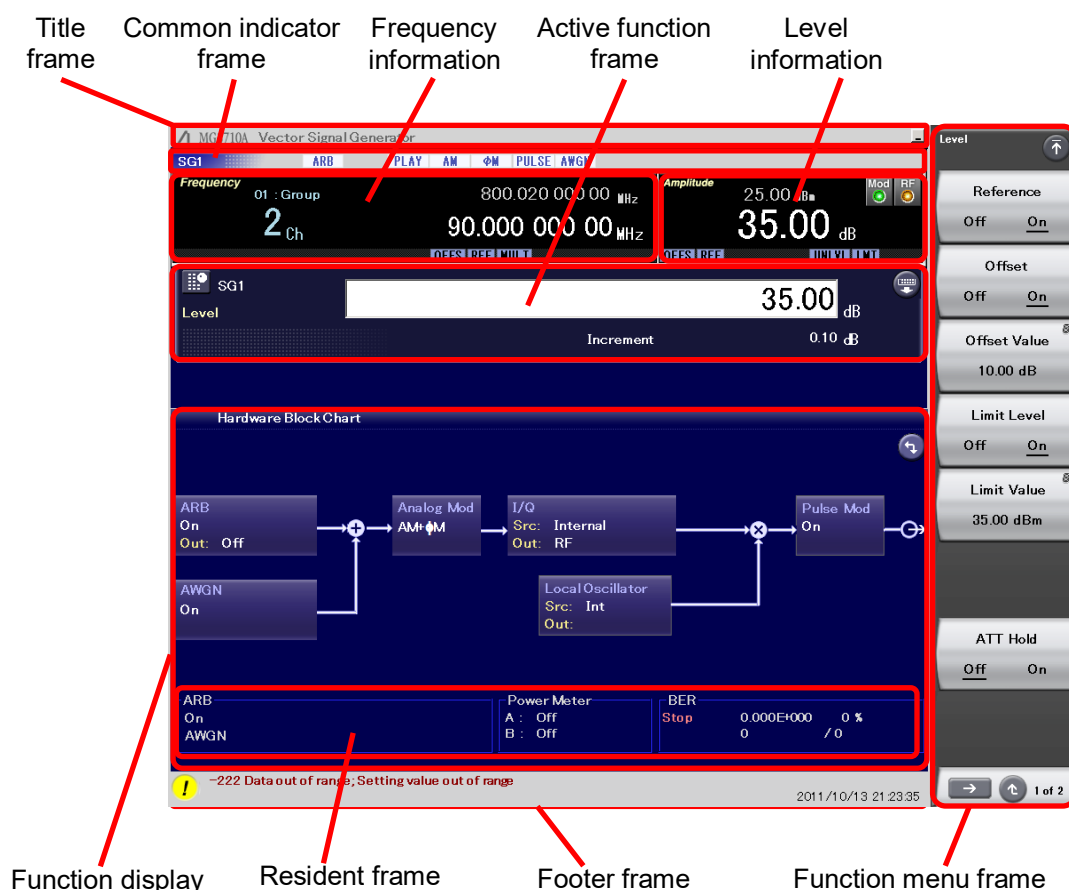 Title
frame
Common indicator
frame
Frequency
information
Active function
frame
Level
information
Vector Signal Generator
SG1 ARB PLAY AM ΦM PULSE AWGN
Frequency
01 : Group 800.020 000 00 MHz
2 Ch 90.000 000 00 MHz
OFFS REF MULT
Amplitude
25.00 dBm Mod RF
35.00 dB
OFFS REF UNLVL LMT
SG1
Level 35.00 dB
Increment 0.10 dB
Hardware Block Chart
ARB
On
Out: Off
Analog Mod
AM+ΦM
I/Q
Src: Internal
Out: RF
Pulse Mod
On
AWGN
On
Local Oscillator
Src: Int
Out:
ARB
On
AWGN
Power Meter
A : Off
B : Off
BER
Stop 0.000E+000 0 %
0 / 0
-222 Data out of range; Setting value out of range
2011/10/13 21:23:35
Level
Reference
Off On
Offset
Off On
Offset Value
10.00 dB
Limit Level
Off On
Limit Value
35.00 dBm
ATT Hold
Off On
1 of 2
Function display
Resident frame
Footer frame
Function menu frame